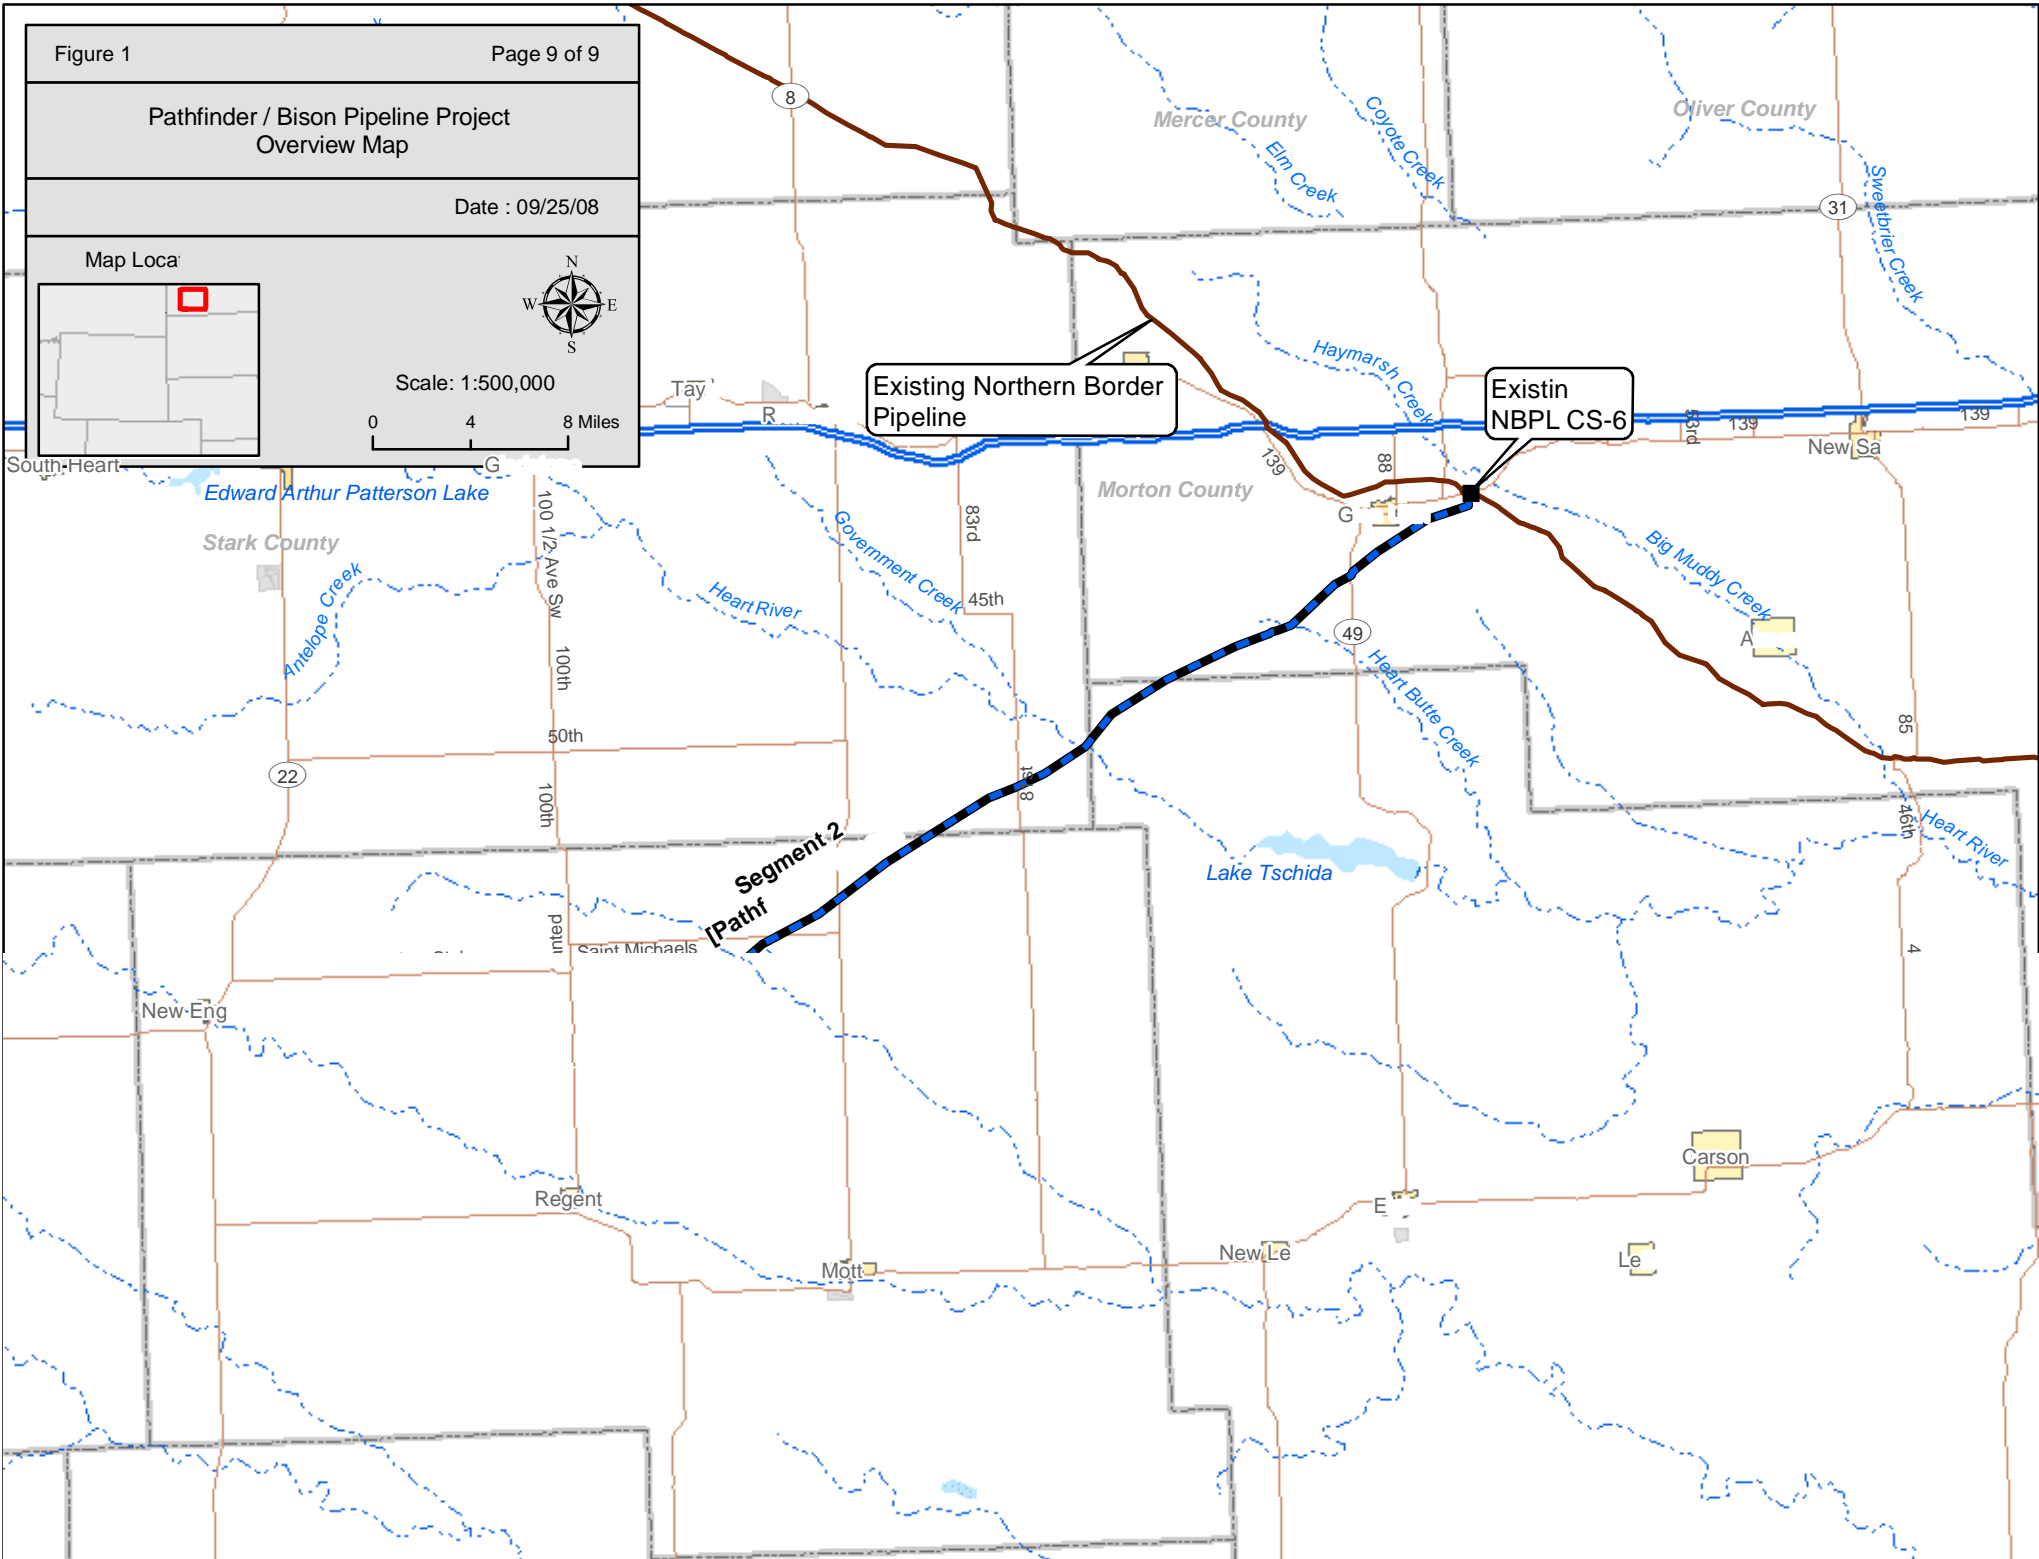 Figure 1
Page 9 of 9
Pathfinder / Bison Pipeline Project
Overview Map
Date : 09/25/08
Map Loca
N
W
E
S
Scale: 1:500,000
0 4 8 Miles
8
Mercer County
Coyote Creek
Elm Creek
Oliver County
31
Sweetbrier Creek
Haymarsh Creek
Existing Northern Border
Pipeline
Existin
NBPL CS-6
Tay
R
53rd
139
139
New Sa
South Heart
G
Edward Arthur Patterson Lake
Stark County
Antelope Creek
100 1/2 Ave Sw
Heart River
Government Creek
83rd
45th
Morton County
139
88
G
49
Big Muddy Creek
A
Heart Butte Creek
100th
50th
22
100th
81st
85
46th
Heart River
Lake Tschida
Segment 2
[Pathf
Saint Michaels
4
New Eng
Regent
Mott
New Le
E
Carson
Le